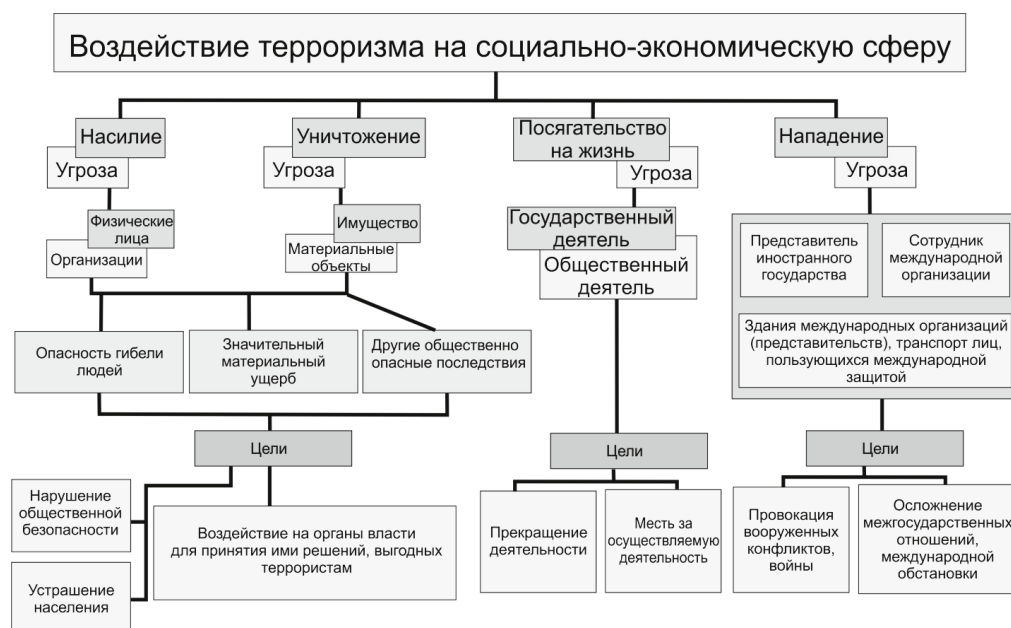 Воздействие терроризма на социально-экономическую сферу
Насилие
Угроза
Физические
лица
Организации
Уничтожение
Угроза
Имущество
Материальные
объекты
Посягательство
на жизнь
Угроза
Государственный
деятель
Общественный
деятель
Нападение
Угроза
Представитель
иностранного
государства
Сотрудник
международной
организации
Здания международных организаций
(представительств), транспорт лиц,
пользующихся международной
защитой
Опасность гибели
людей
Значительный
материальный
ущерб
Другие общественно
опасные последствия
Цели
Нарушение
общественной
безопасности
Устрашение
населения
Воздействие на органы власти
для принятия ими решений, выгодных
террористам
Цели
Прекращение
деятельности
Месть за
осуществляемую
деятельность
Цели
Провокация
вооруженных
конфликтов,
войны
Осложнение
межгосударственных
отношений,
международной
обстановки